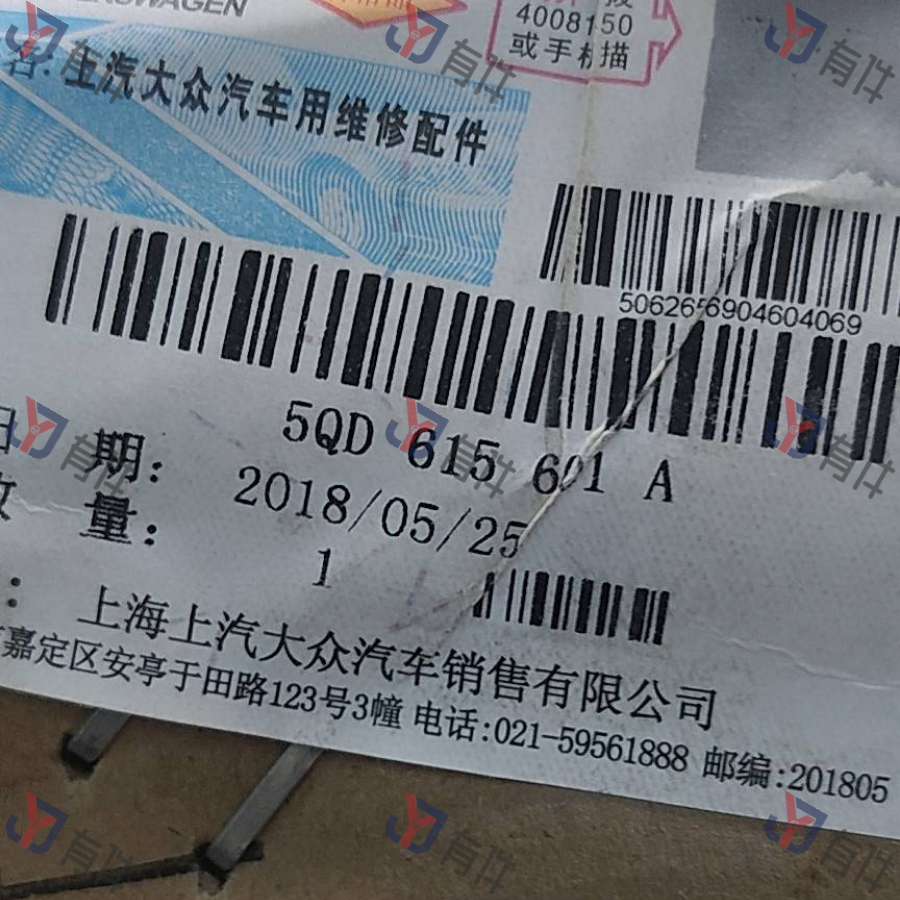 4008150
或手机描
上汽大众汽车用维修配件
5062656904604069
5QD 615 601 A
期: 2018/05/25
量: 1
上海上汽大众汽车销售有限公司
嘉定区安亭于田路123号3幢 电话:021-59561888 邮编:201805
有件